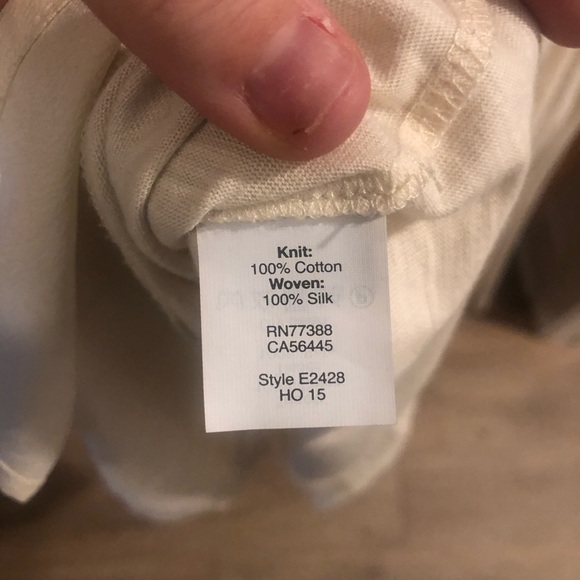 Knit:
100% Cotton
Woven:
100% Silk
RN77388
CA56445
Style E2428
HO 15